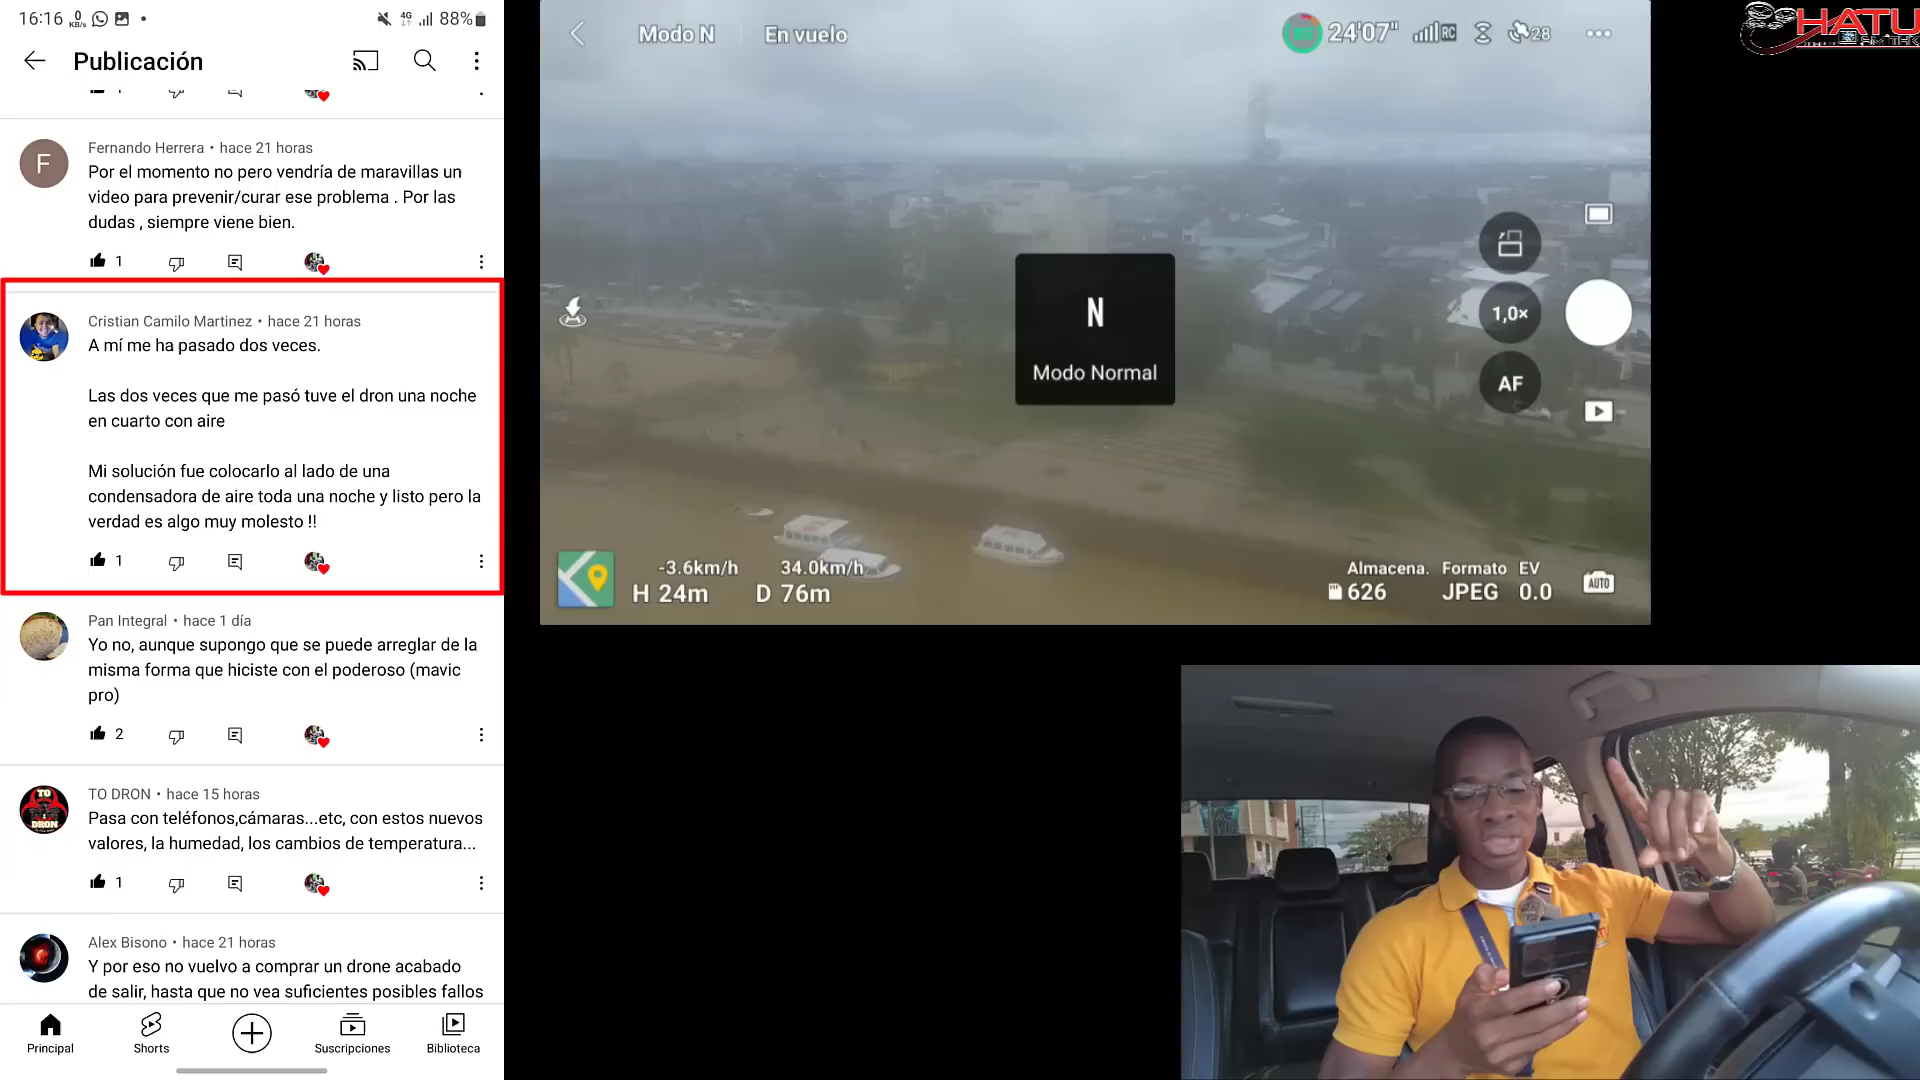 16:16 0 KB/s 4G 88%
Publicación
1
Fernando Herrera • hace 21 horas
F
Por el momento no pero vendría de maravillas un
video para prevenir/curar ese problema . Por las
dudas , siempre viene bien.
1
Cristian Camilo Martinez • hace 21 horas
A mí me ha pasado dos veces.
Las dos veces que me pasó tuve el dron una noche
en cuarto con aire
Mi solución fue colocarlo al lado de una
condensadora de aire toda una noche y listo pero la
verdad es algo muy molesto !!
1
Pan Integral • hace 1 día
Yo no, aunque supongo que se puede arreglar de la
misma forma que hiciste con el poderoso (mavic
pro)
2
TO DRON • hace 15 horas
TO
DRON
Pasa con teléfonos,cámaras...etc, con estos nuevos
valores, la humedad, los cambios de temperatura...
1
Alex Bisono • hace 21 horas
Y por eso no vuelvo a comprar un drone acabado
de salir, hasta que no vea suficientes posibles fallos
Principal
Shorts
Suscripciones
Biblioteca
Modo N
En vuelo
24'07"
RC
28
N
Modo Normal
1,0×
AF
-3.6km/h 34.0km/h
H 24m D 76m
Almacena. Formato EV
626 JPEG 0.0
AUTO
HATU